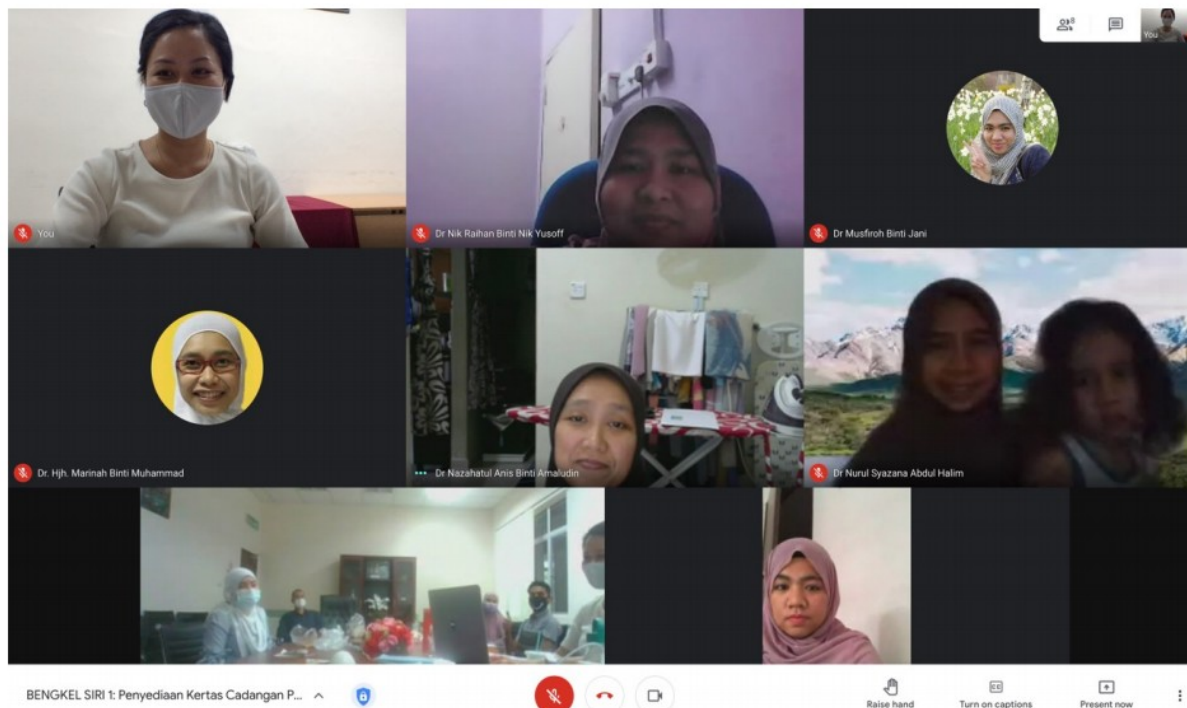 8
You
You
Dr Nik Raihan Binti Nik Yusoff
Dr Musfiroh Binti Jani
Dr. Hjh. Marinah Binti Muhammad
Dr Nazahatul Anis Binti Amaludin
Dr Nurul Syazana Abdul Halim
BENGKEL SIRI 1: Penyediaan Kertas Cadangan P...
Raise hand
CC
Turn on captions
Present now